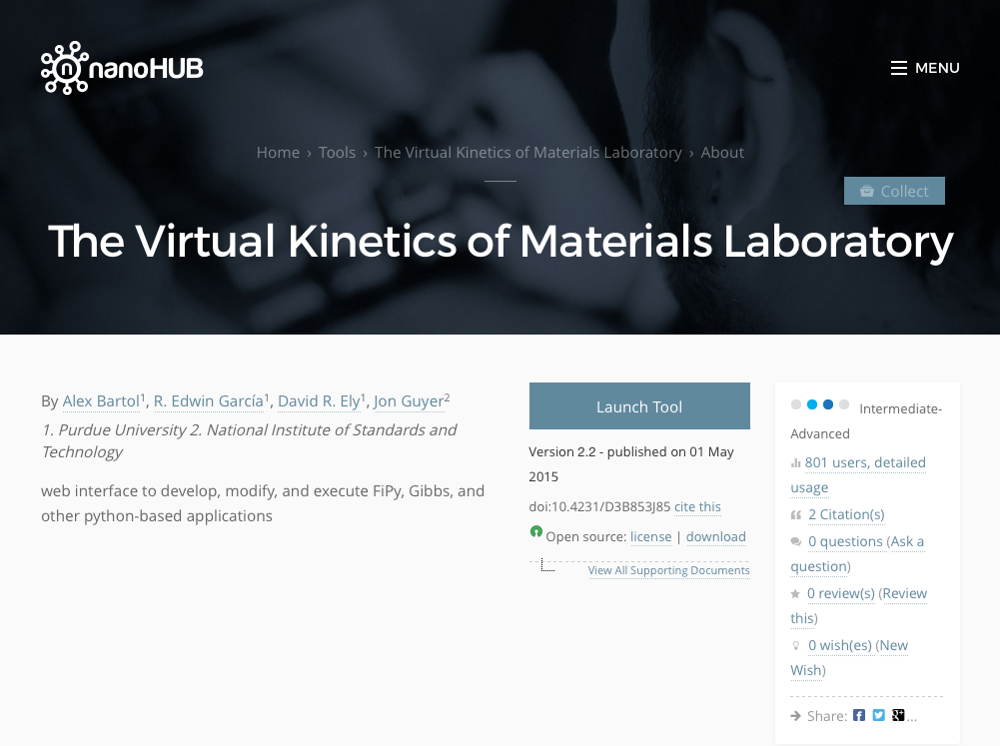 nanoHUB
MENU
Home › Tools › The Virtual Kinetics of Materials Laboratory › About
Collect
The Virtual Kinetics of Materials Laboratory
By Alex Bartol1, R. Edwin García1, David R. Ely1, Jon Guyer2
1. Purdue University 2. National Institute of Standards and
Technology
web interface to develop, modify, and execute FiPy, Gibbs, and
other python-based applications
Launch Tool
Version 2.2 - published on 01 May
2015
doi:10.4231/D3B853J85 cite this
Open source: license | download
View All Supporting Documents
Intermediate-
Advanced
801 users, detailed
usage
2 Citation(s)
0 questions (Ask a
question)
0 review(s) (Review
this)
0 wish(es) (New
Wish)
Share: ...